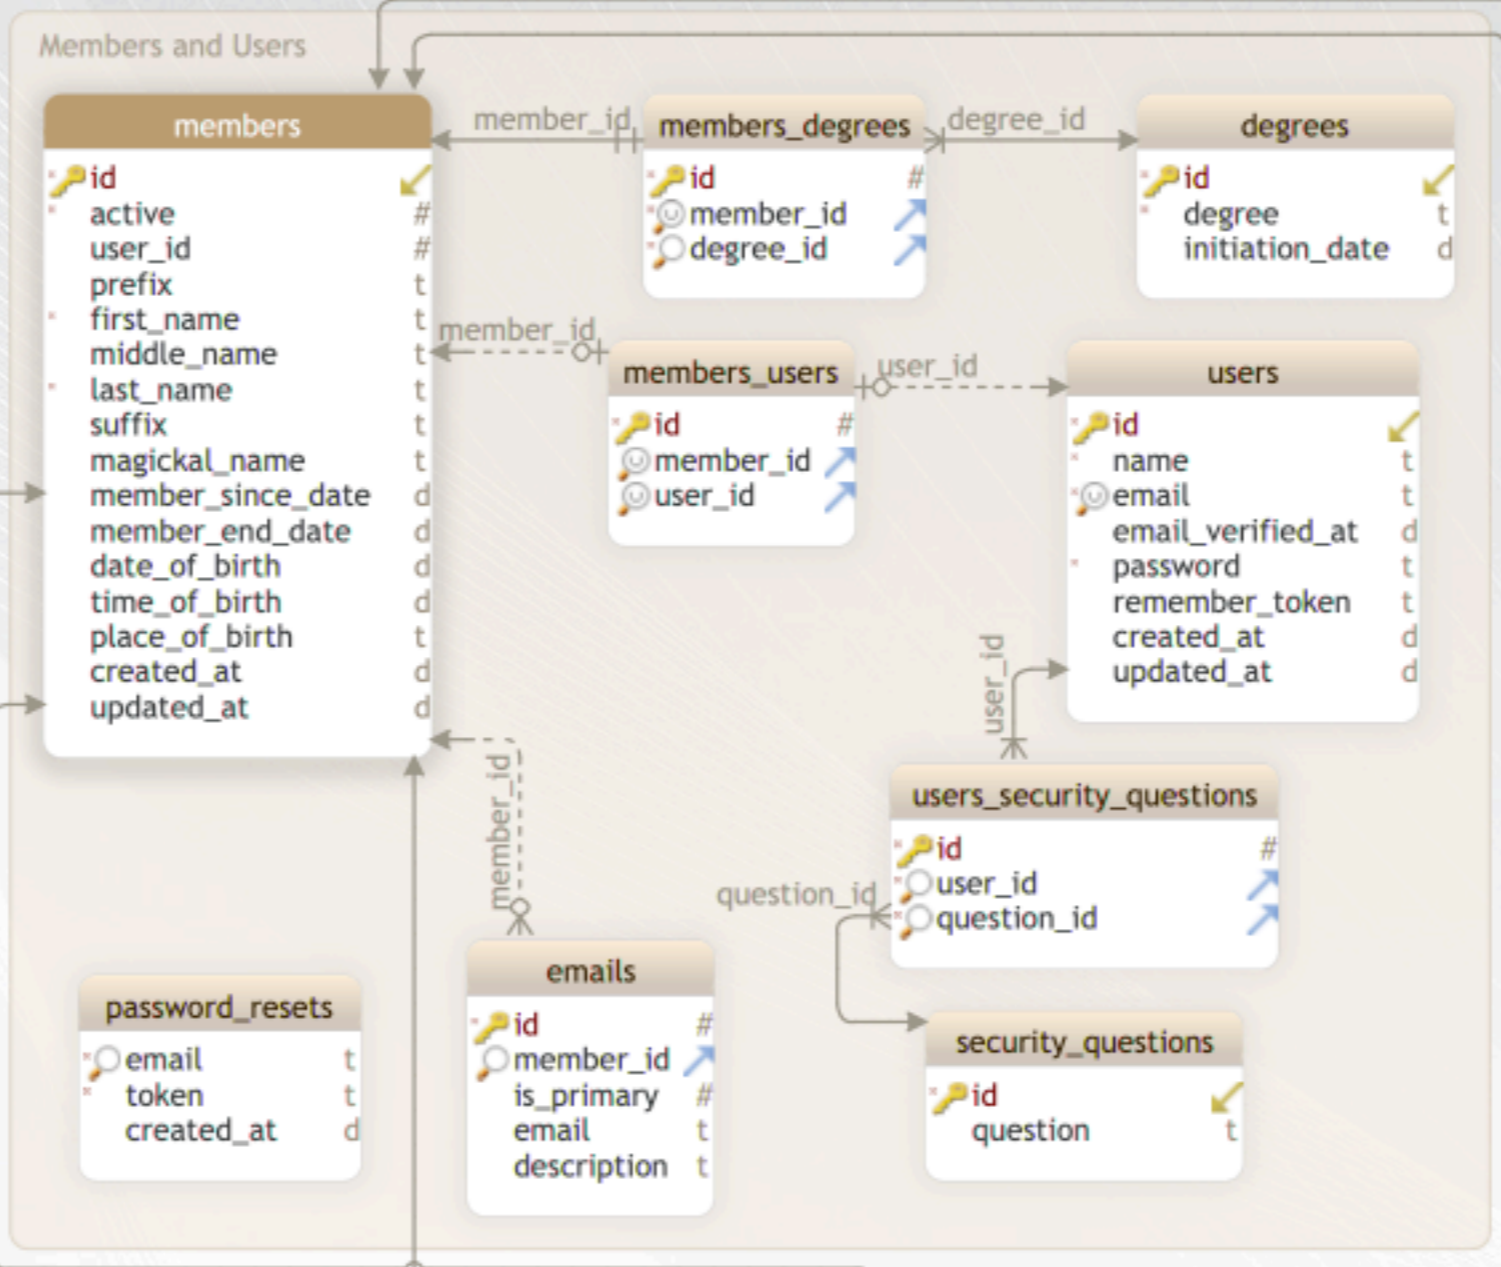 Members and Users
members
id
active #
user_id #
prefix t
first_name t
middle_name t
last_name t
suffix t
magickal_name t
member_since_date d
member_end_date d
date_of_birth d
time_of_birth d
place_of_birth t
created_at d
updated_at d
member_id
members_degrees
id #
member_id
degree_id
degree_id
degrees
id
degree t
initiation_date d
member_id
members_users
id #
member_id
user_id
user_id
users
id
name t
email t
email_verified_at d
password t
remember_token t
created_at d
updated_at d
user_id
users_security_questions
id #
user_id
question_id
question_id
security_questions
id
question t
member_id
emails
id #
member_id
is_primary #
email t
description t
password_resets
email t
token t
created_at d